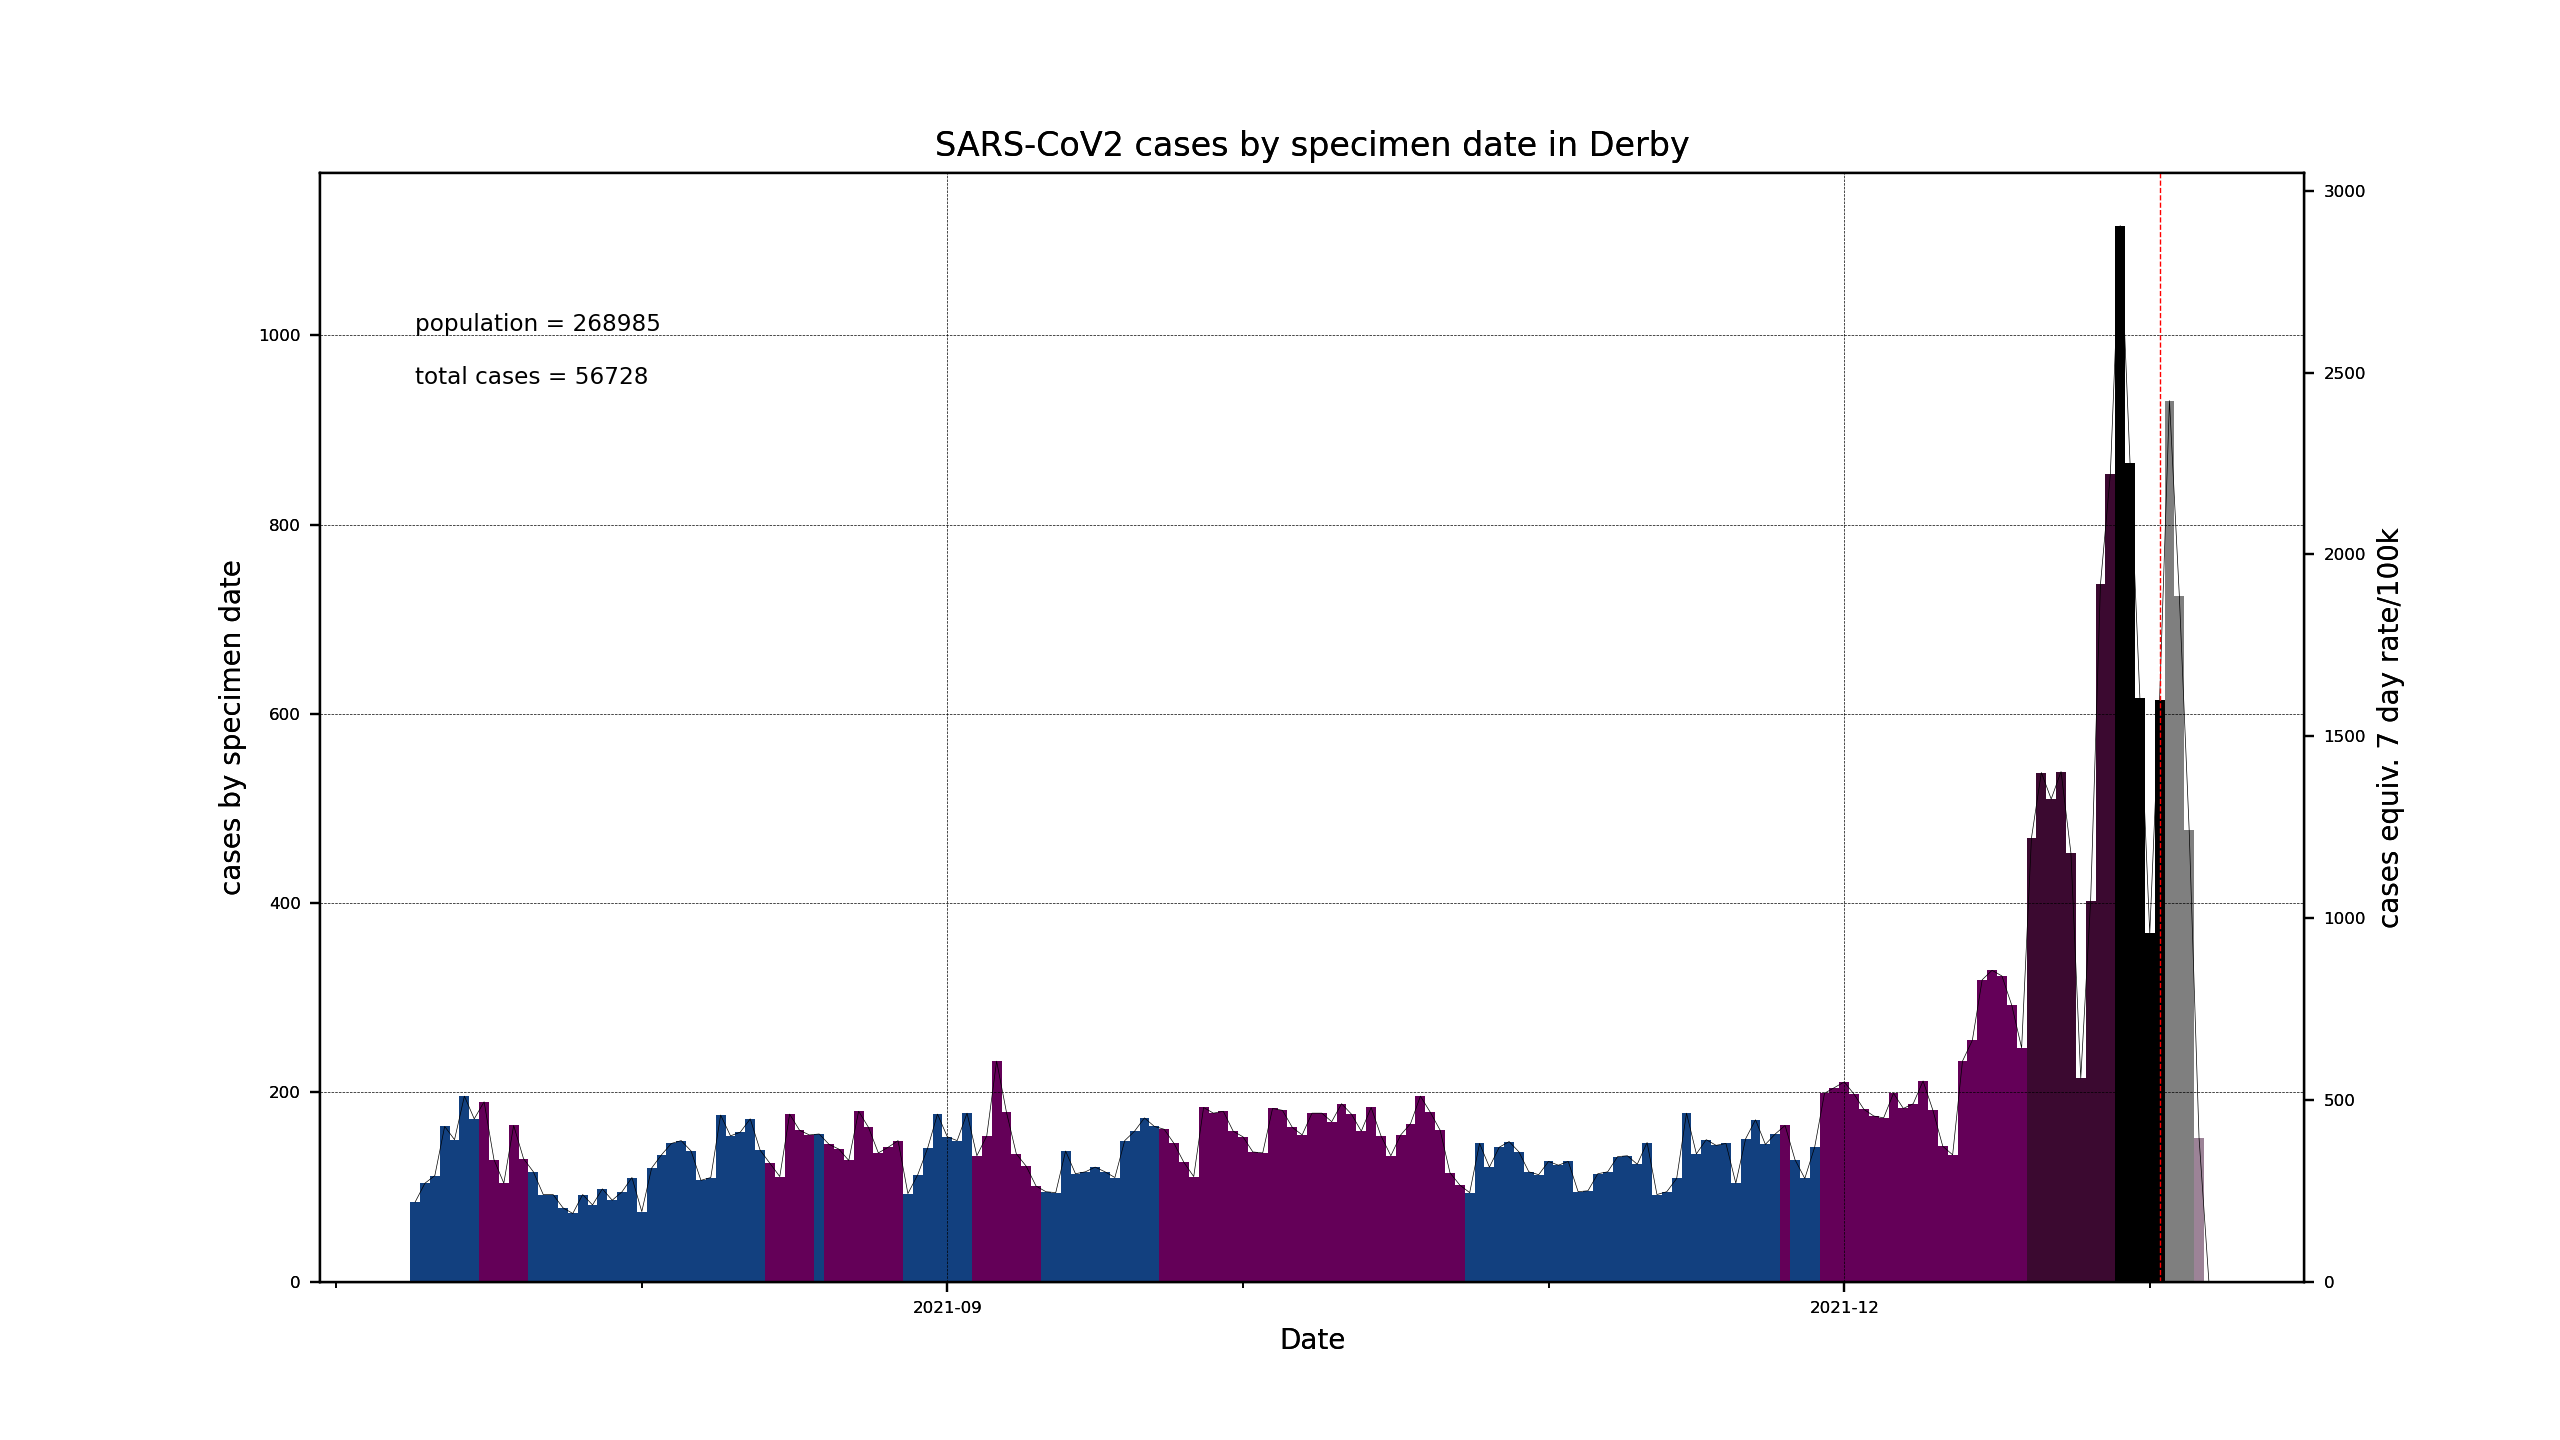 SARS-CoV2 cases by specimen date in Derby
population = 268985
total cases = 56728
cases by specimen date
1000
800
600
400
200
0
3000
2500
2000
1500
1000
500
0
cases equiv. 7 day rate/100k
2021-09
2021-12
Date